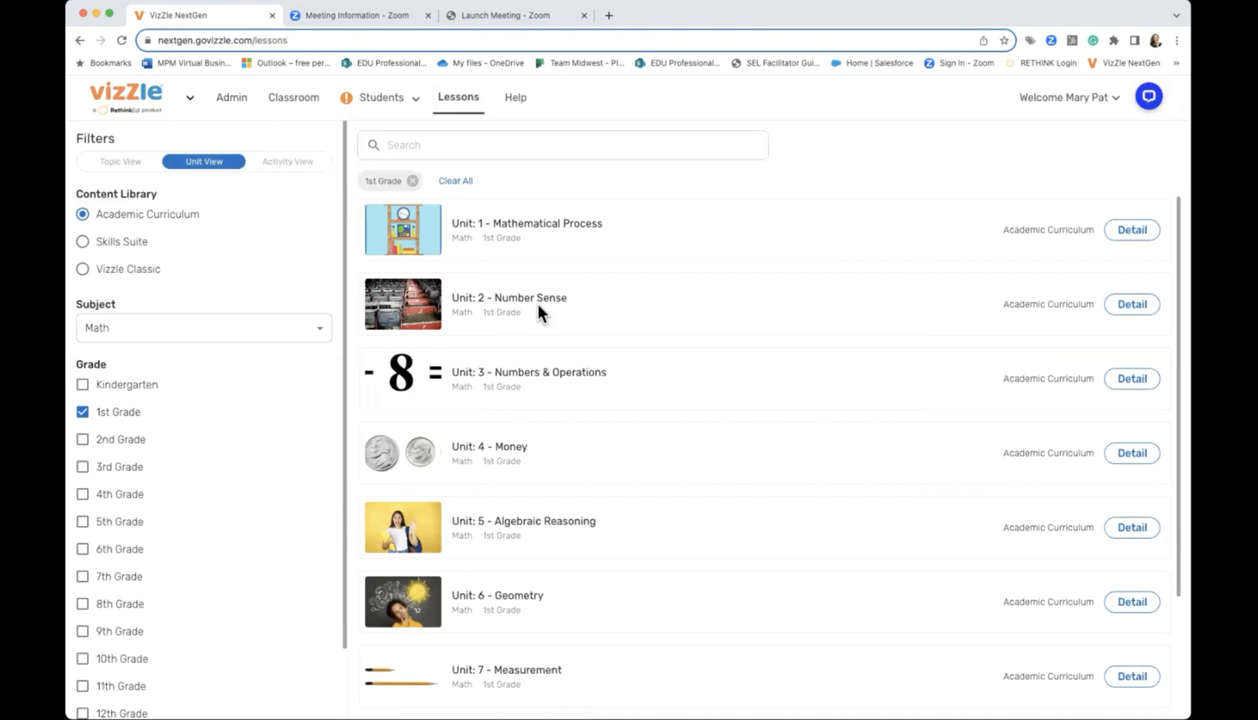 VizZle NextGen
Meeting Information - Zoom
Launch Meeting - Zoom
nextgen.govizzle.com/lessons
Bookmarks
MPM Virtual Busin...
Outlook – free per...
EDU Professional...
My files - OneDrive
Team Midwest - Pl...
EDU Professional...
SEL Facilitator Gui...
Home | Salesforce
Sign In - Zoom
RETHINK Login
VizZle NextGen
»
vizZle
a RethinkEd product
Admin
Classroom
Students
Lessons
Help
Welcome Mary Pat
Filters
Topic View
Unit View
Activity View
Content Library
Academic Curriculum
Skills Suite
Vizzle Classic
Subject
Math
Grade
Kindergarten
1st Grade
2nd Grade
3rd Grade
4th Grade
5th Grade
6th Grade
7th Grade
8th Grade
9th Grade
10th Grade
11th Grade
12th Grade
Search
1st Grade
Clear All
Unit: 1 - Mathematical Process
Math 1st Grade
Academic Curriculum
Detail
Unit: 2 - Number Sense
Math 1st Grade
Academic Curriculum
Detail
- 8 =
Unit: 3 - Numbers & Operations
Math 1st Grade
Academic Curriculum
Detail
Unit: 4 - Money
Math 1st Grade
Academic Curriculum
Detail
Unit: 5 - Algebraic Reasoning
Math 1st Grade
Academic Curriculum
Detail
Unit: 6 - Geometry
Math 1st Grade
Academic Curriculum
Detail
Unit: 7 - Measurement
Math 1st Grade
Academic Curriculum
Detail